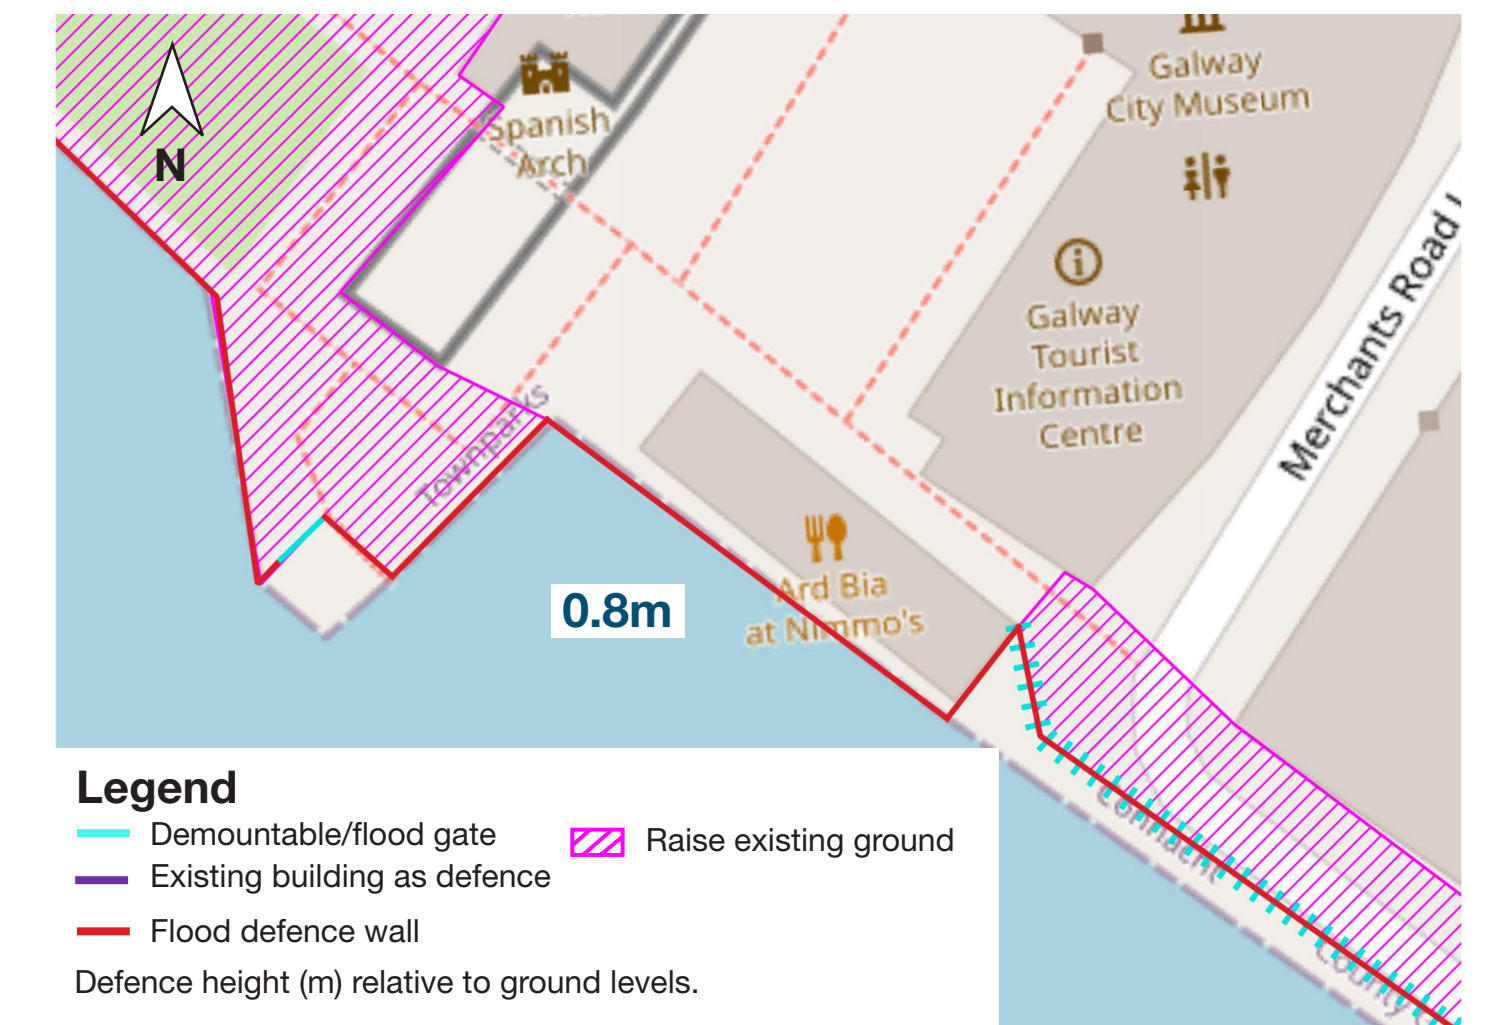 N
Spanish
Arch
Galway
City Museum
Galway
Tourist
Information
Centre
Merchants Road
Townparks
Ard Bia
at Nimmo's
0.8m
County
Legend
Demountable/flood gate
Existing building as defence
Flood defence wall
Raise existing ground
Defence height (m) relative to ground levels.